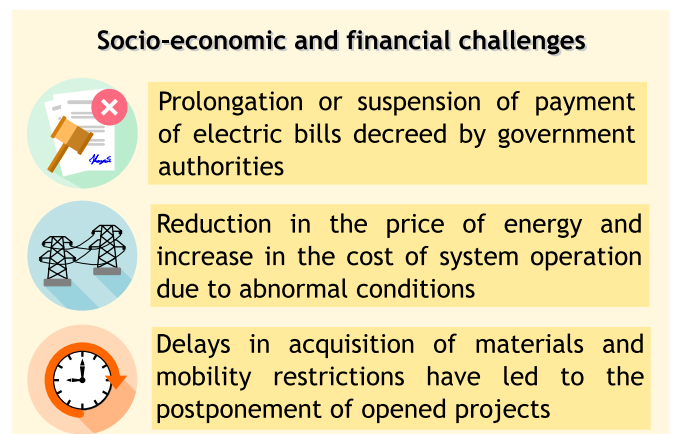 Socio-economic and financial challenges
Prolongation or suspension of payment
of electric bills decreed by government
authorities
Reduction in the price of energy and
increase in the cost of system operation
due to abnormal conditions
Delays in acquisition of materials and
mobility restrictions have led to the
postponement of opened projects